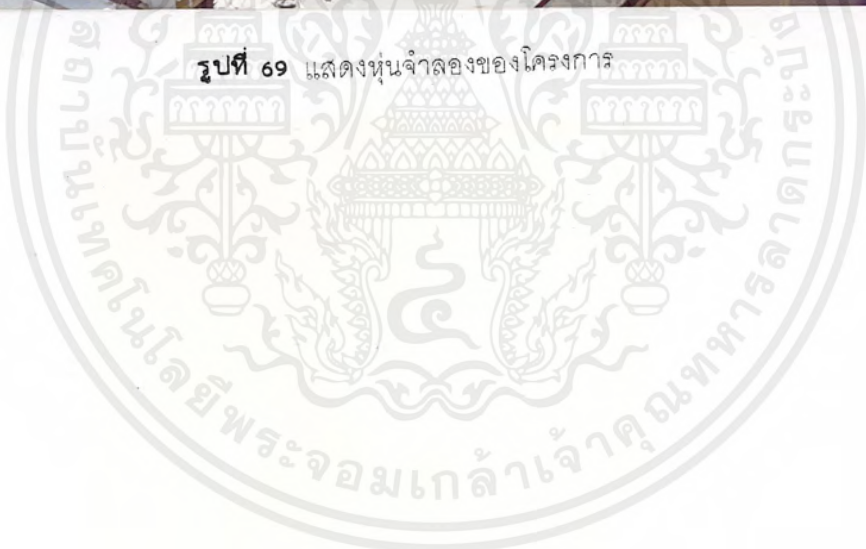 รูปที่ 69 แสดงหุ่นจำลองของโครงการ
สถาบันเทคโนโลยีพระจอมเกล้าเจ้าคุณทหารลาดกระบัง